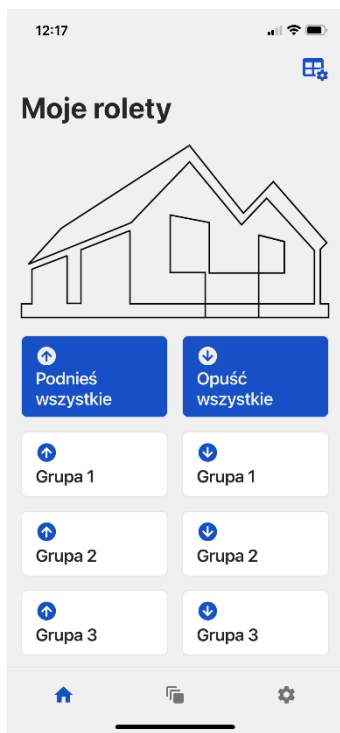 12:17
Moje rolety
Podnieś
wszystkie
Opuść
wszystkie
Grupa 1
Grupa 1
Grupa 2
Grupa 2
Grupa 3
Grupa 3